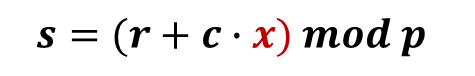 s = (r + c · x) mod p